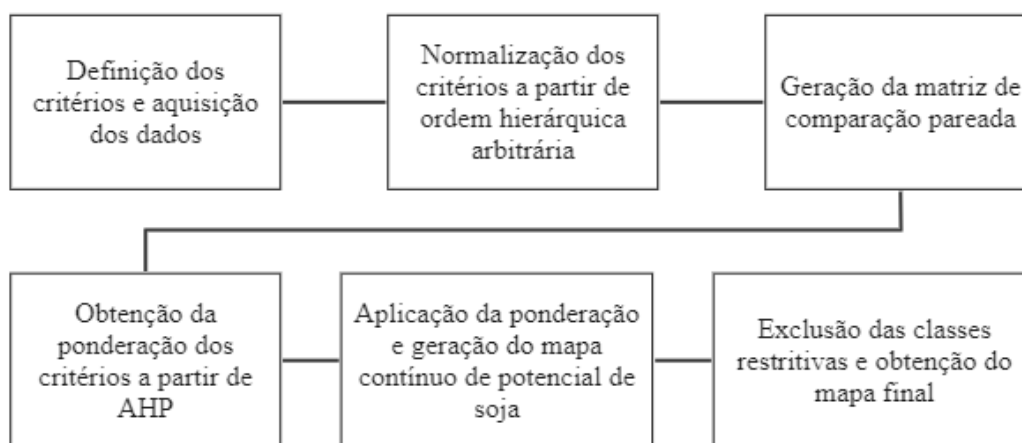 Definição dos
critérios e aquisição
dos dados
Normalização dos
critérios a partir de
ordem hierárquica
arbitrária
Geração da matriz de
comparação pareada
Obtenção da
ponderação dos
critérios a partir de
AHP
Aplicação da ponderação
e geração do mapa
contínuo de potencial de
soja
Exclusão das classes
restritivas e obtenção do
mapa final